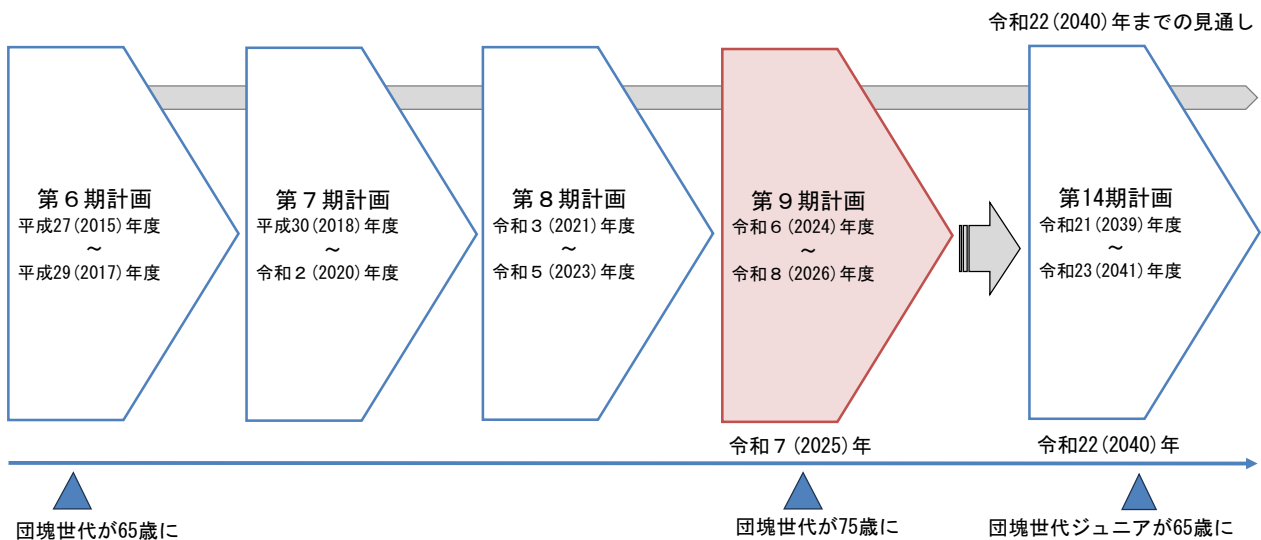 令和22(2040)年までの見通し
第６期計画
平成27(2015)年度
～
平成29(2017)年度
第７期計画
平成30(2018)年度
～
令和２(2020)年度
第８期計画
令和３(2021)年度
～
令和５(2023)年度
第９期計画
令和６(2024)年度
～
令和８(2026)年度
第14期計画
令和21(2039)年度
～
令和23(2041)年度
令和７(2025)年
令和22(2040)年
団塊世代が65歳に
団塊世代が75歳に
団塊世代ジュニアが65歳に